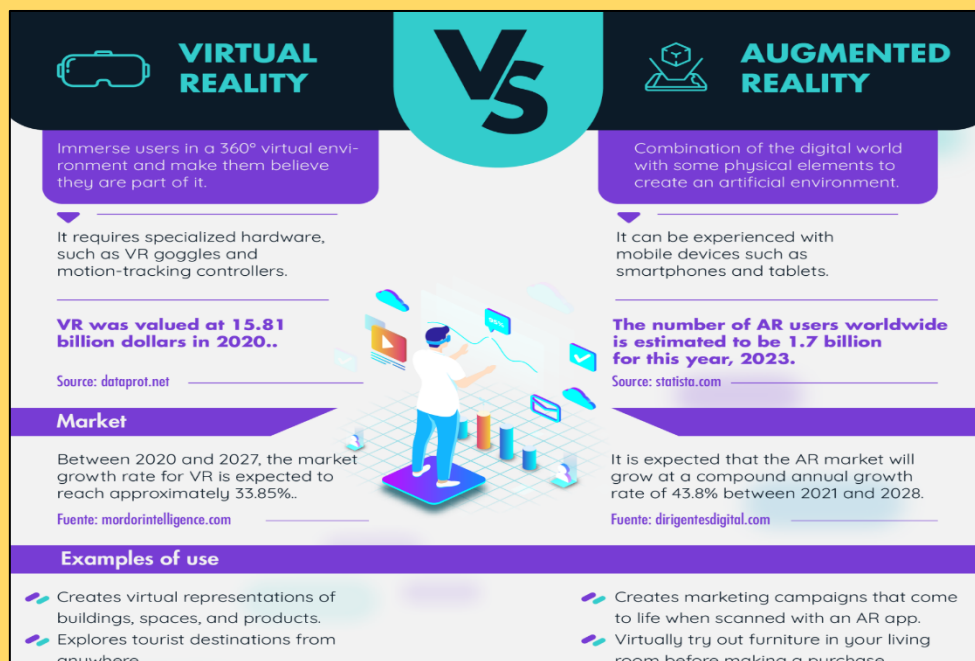 VIRTUAL
REALITY
VS
AUGMENTED
REALITY
Immerse users in a 360° virtual envi-
ronment and make them believe
they are part of it.
It requires specialized hardware,
such as VR goggles and
motion-tracking controllers.
VR was valued at 15.81
billion dollars in 2020..
Source: dataprot.net
Combination of the digital world
with some physical elements to
create an artificial environment.
It can be experienced with
mobile devices such as
smartphones and tablets.
The number of AR users worldwide
is estimated to be 1.7 billion
for this year, 2023.
Source: statista.com
Market
Between 2020 and 2027, the market
growth rate for VR is expected to
reach approximately 33.85%..
Fuente: mordorintelligence.com
It is expected that the AR market will
grow at a compound annual growth
rate of 43.8% between 2021 and 2028.
Fuente: dirigentesdigital.com
Examples of use
Creates virtual representations of
buildings, spaces, and products.
Explores tourist destinations from
anywhere
Creates marketing campaigns that come
to life when scanned with an AR app.
Virtually try out furniture in your living
room before making a purchase